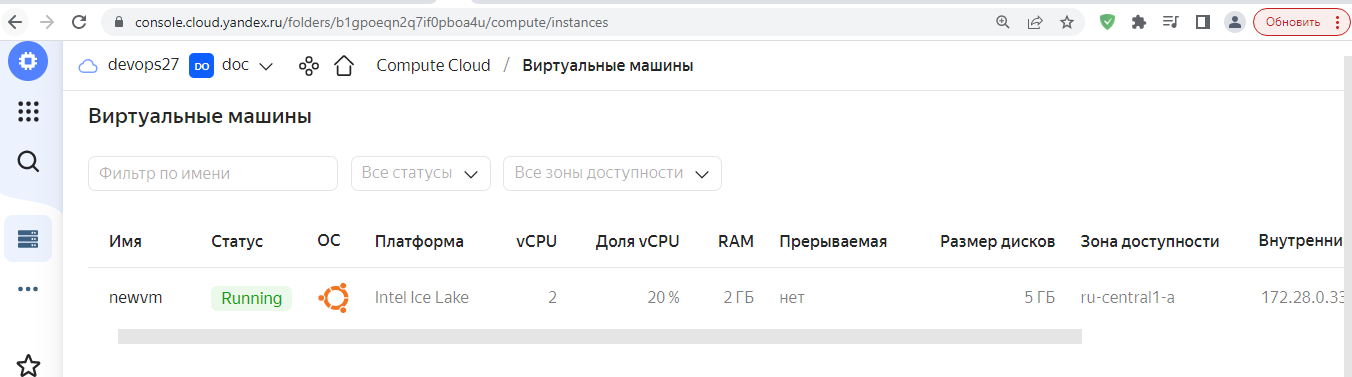 console.cloud.yandex.ru/folders/b1gpoeqn2q7if0pboa4u/compute/instances
Обновить
devops27 DO doc Compute Cloud / Виртуальные машины
Виртуальные машины
Фильтр по имени Все статусы Все зоны доступности
Имя Статус ОС Платформа vCPU Доля vCPU RAM Прерываемая Размер дисков Зона доступности Внутренни
newvm Running Intel Ice Lake 2 20 % 2 ГБ нет 5 ГБ ru-central1-a 172.28.0.33